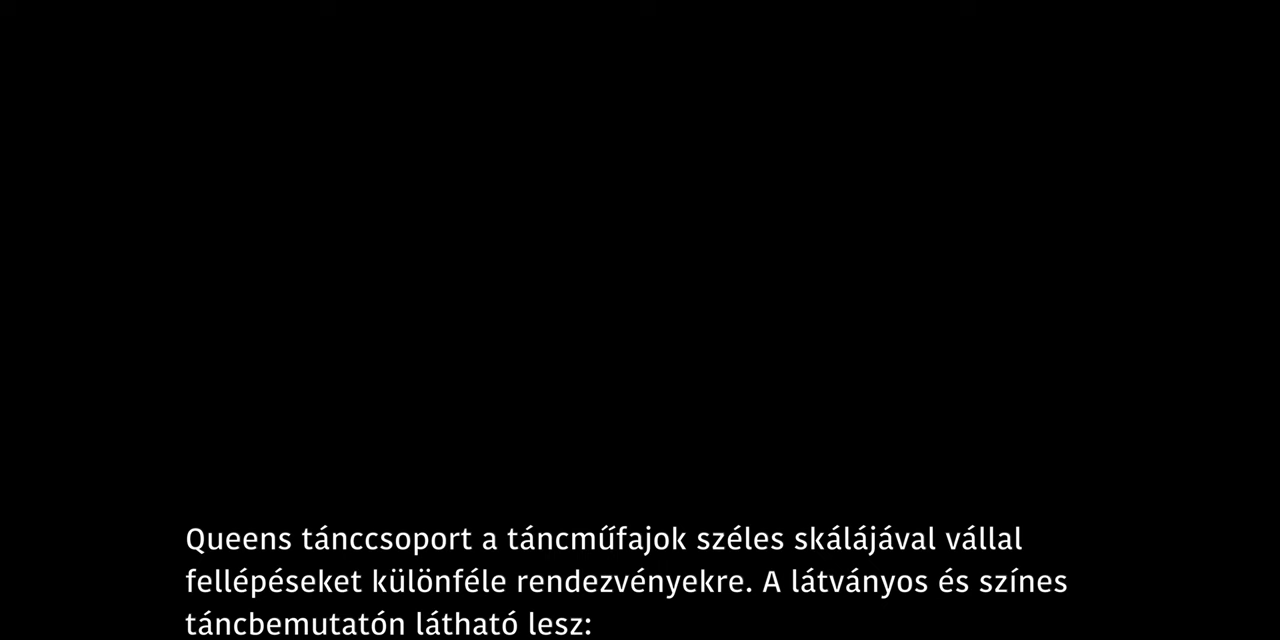 Queens tánccsoport a táncműfajok széles skálájával vállal
fellépéseket különféle rendezvényekre. A látványos és színes
táncbemutatón látható lesz: